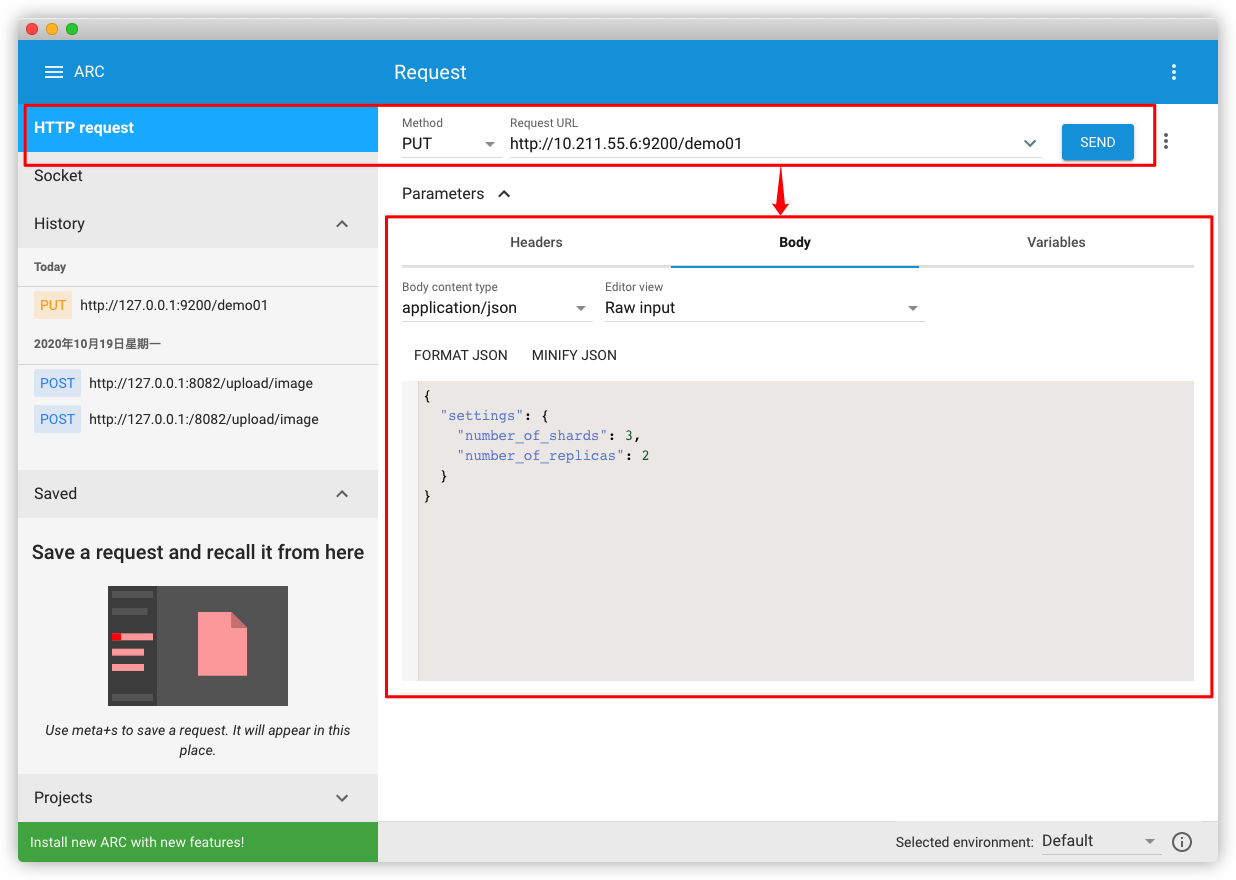 ARC
Request
HTTP request
Method
PUT
Request URL
http://10.211.55.6:9200/demo01
SEND
Socket
History
Today
PUT http://127.0.0.1:9200/demo01
2020年10月19日星期一
POST http://127.0.0.1:8082/upload/image
POST http://127.0.0.1:/8082/upload/image
Saved
Save a request and recall it from here
Use meta+s to save a request. It will appear in this
place.
Projects
Install new ARC with new features!
Parameters
Headers Body Variables
Body content type
application/json
Editor view
Raw input
FORMAT JSON MINIFY JSON
{
  "settings": {
    "number_of_shards": 3,
    "number_of_replicas": 2
  }
}
Selected environment: Default